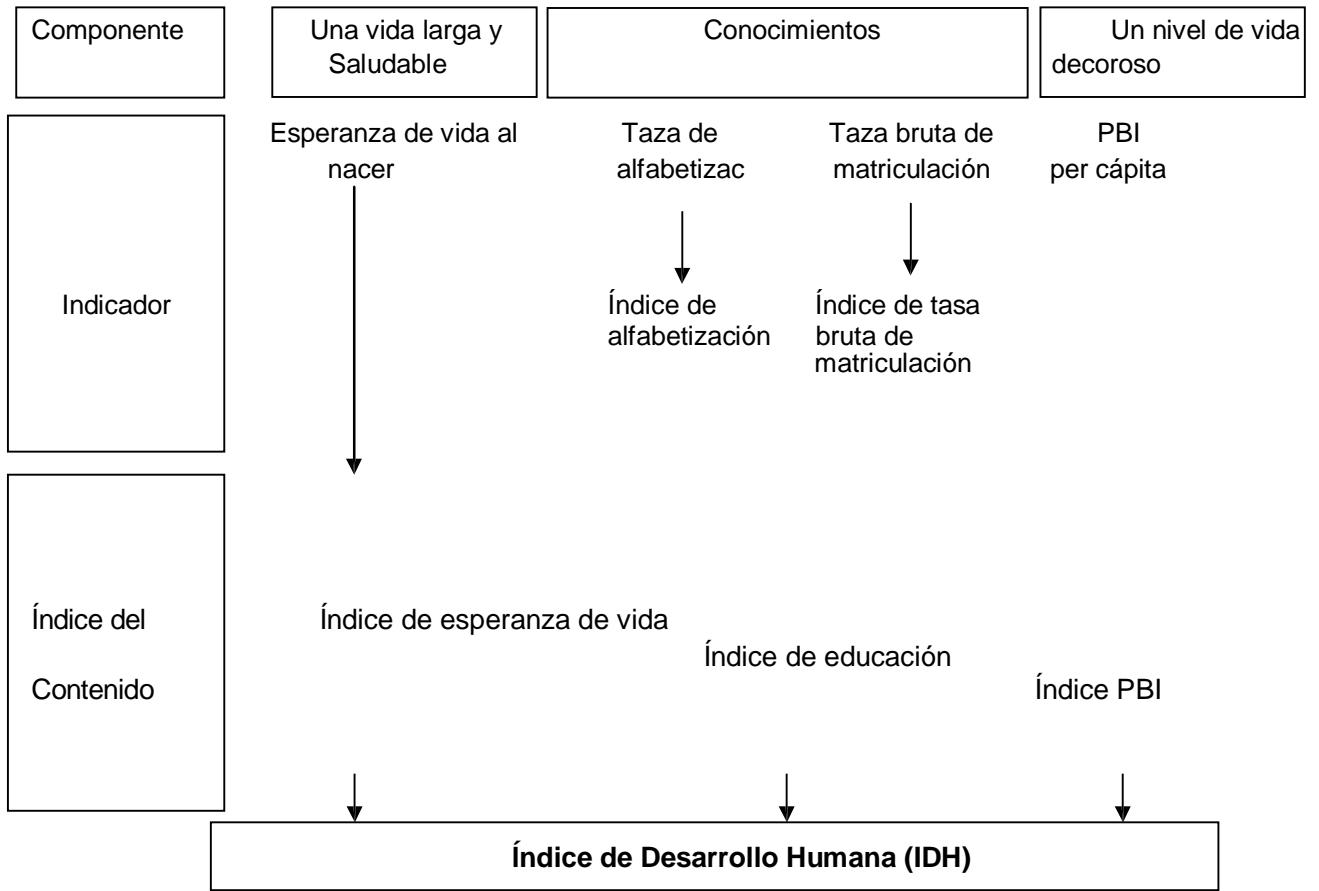 Componente
Una vida larga y
Saludable
Conocimientos
Un nivel de vida
decoroso
Esperanza de vida al
nacer
Taza de
alfabetizac
Taza bruta de
matriculación
PBI
per cápita
Indicador
Índice de
alfabetización
Índice de tasa
bruta de
matriculación
Índice del
Contenido
Índice de esperanza de vida
Índice de educación
Índice PBI
Índice de Desarrollo Humana (IDH)